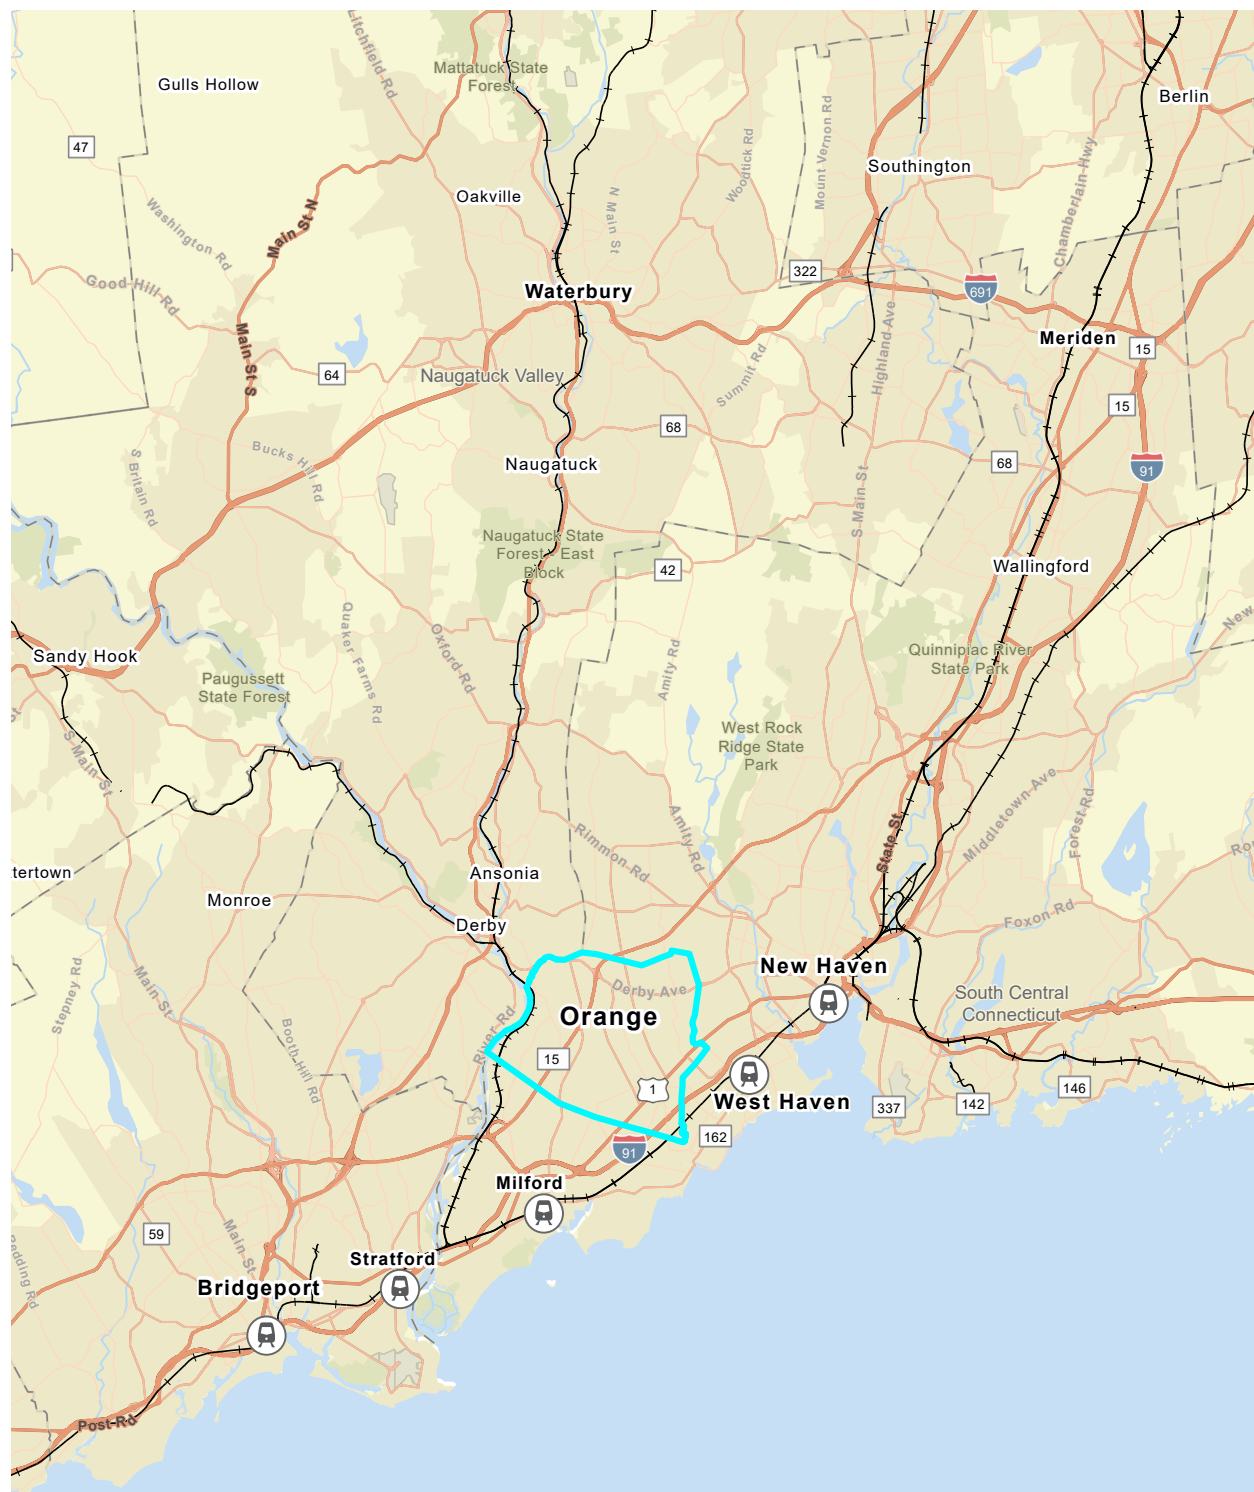 Litchfield Rd
Mattatuck State
Forest
Gulls Hollow
Berlin
47
Mount Vernon Rd
Woodtick Rd
Southington
Chamberlain Hwy
Oakville
N Main St
Washington Rd
Main St N
322
691
Good Hill Rd
Waterbury
Meriden
15
Main St S
64
Naugatuck Valley
Summit Rd
Highland Ave
15
68
Bucks Hill Rd
S Britain Rd
Naugatuck
68
91
S Main St
Naugatuck State
Forest - East
Block
42
Wallingford
New
Quaker Farms Rd
Oxford Rd
Sandy Hook
Amity Rd
Quinnipiac River
State Park
Paugussett
State Forest
St
S Main St
West Rock
Ridge State
Park
Middletown Ave
Forest Rd
Amity Rd
Rimmon Rd
State St
tertown
Ansonia
Monroe
Derby
Foxon Rd
Main St
Stepney Rd
New Haven
Derby Ave
South Central
Connecticut
Orange
River Rd
Booth Hill Rd
15
1
146
West Haven
337
142
162
91
Milford
59
Main St
Redding Rd
Stratford
Bridgeport
Post Rd